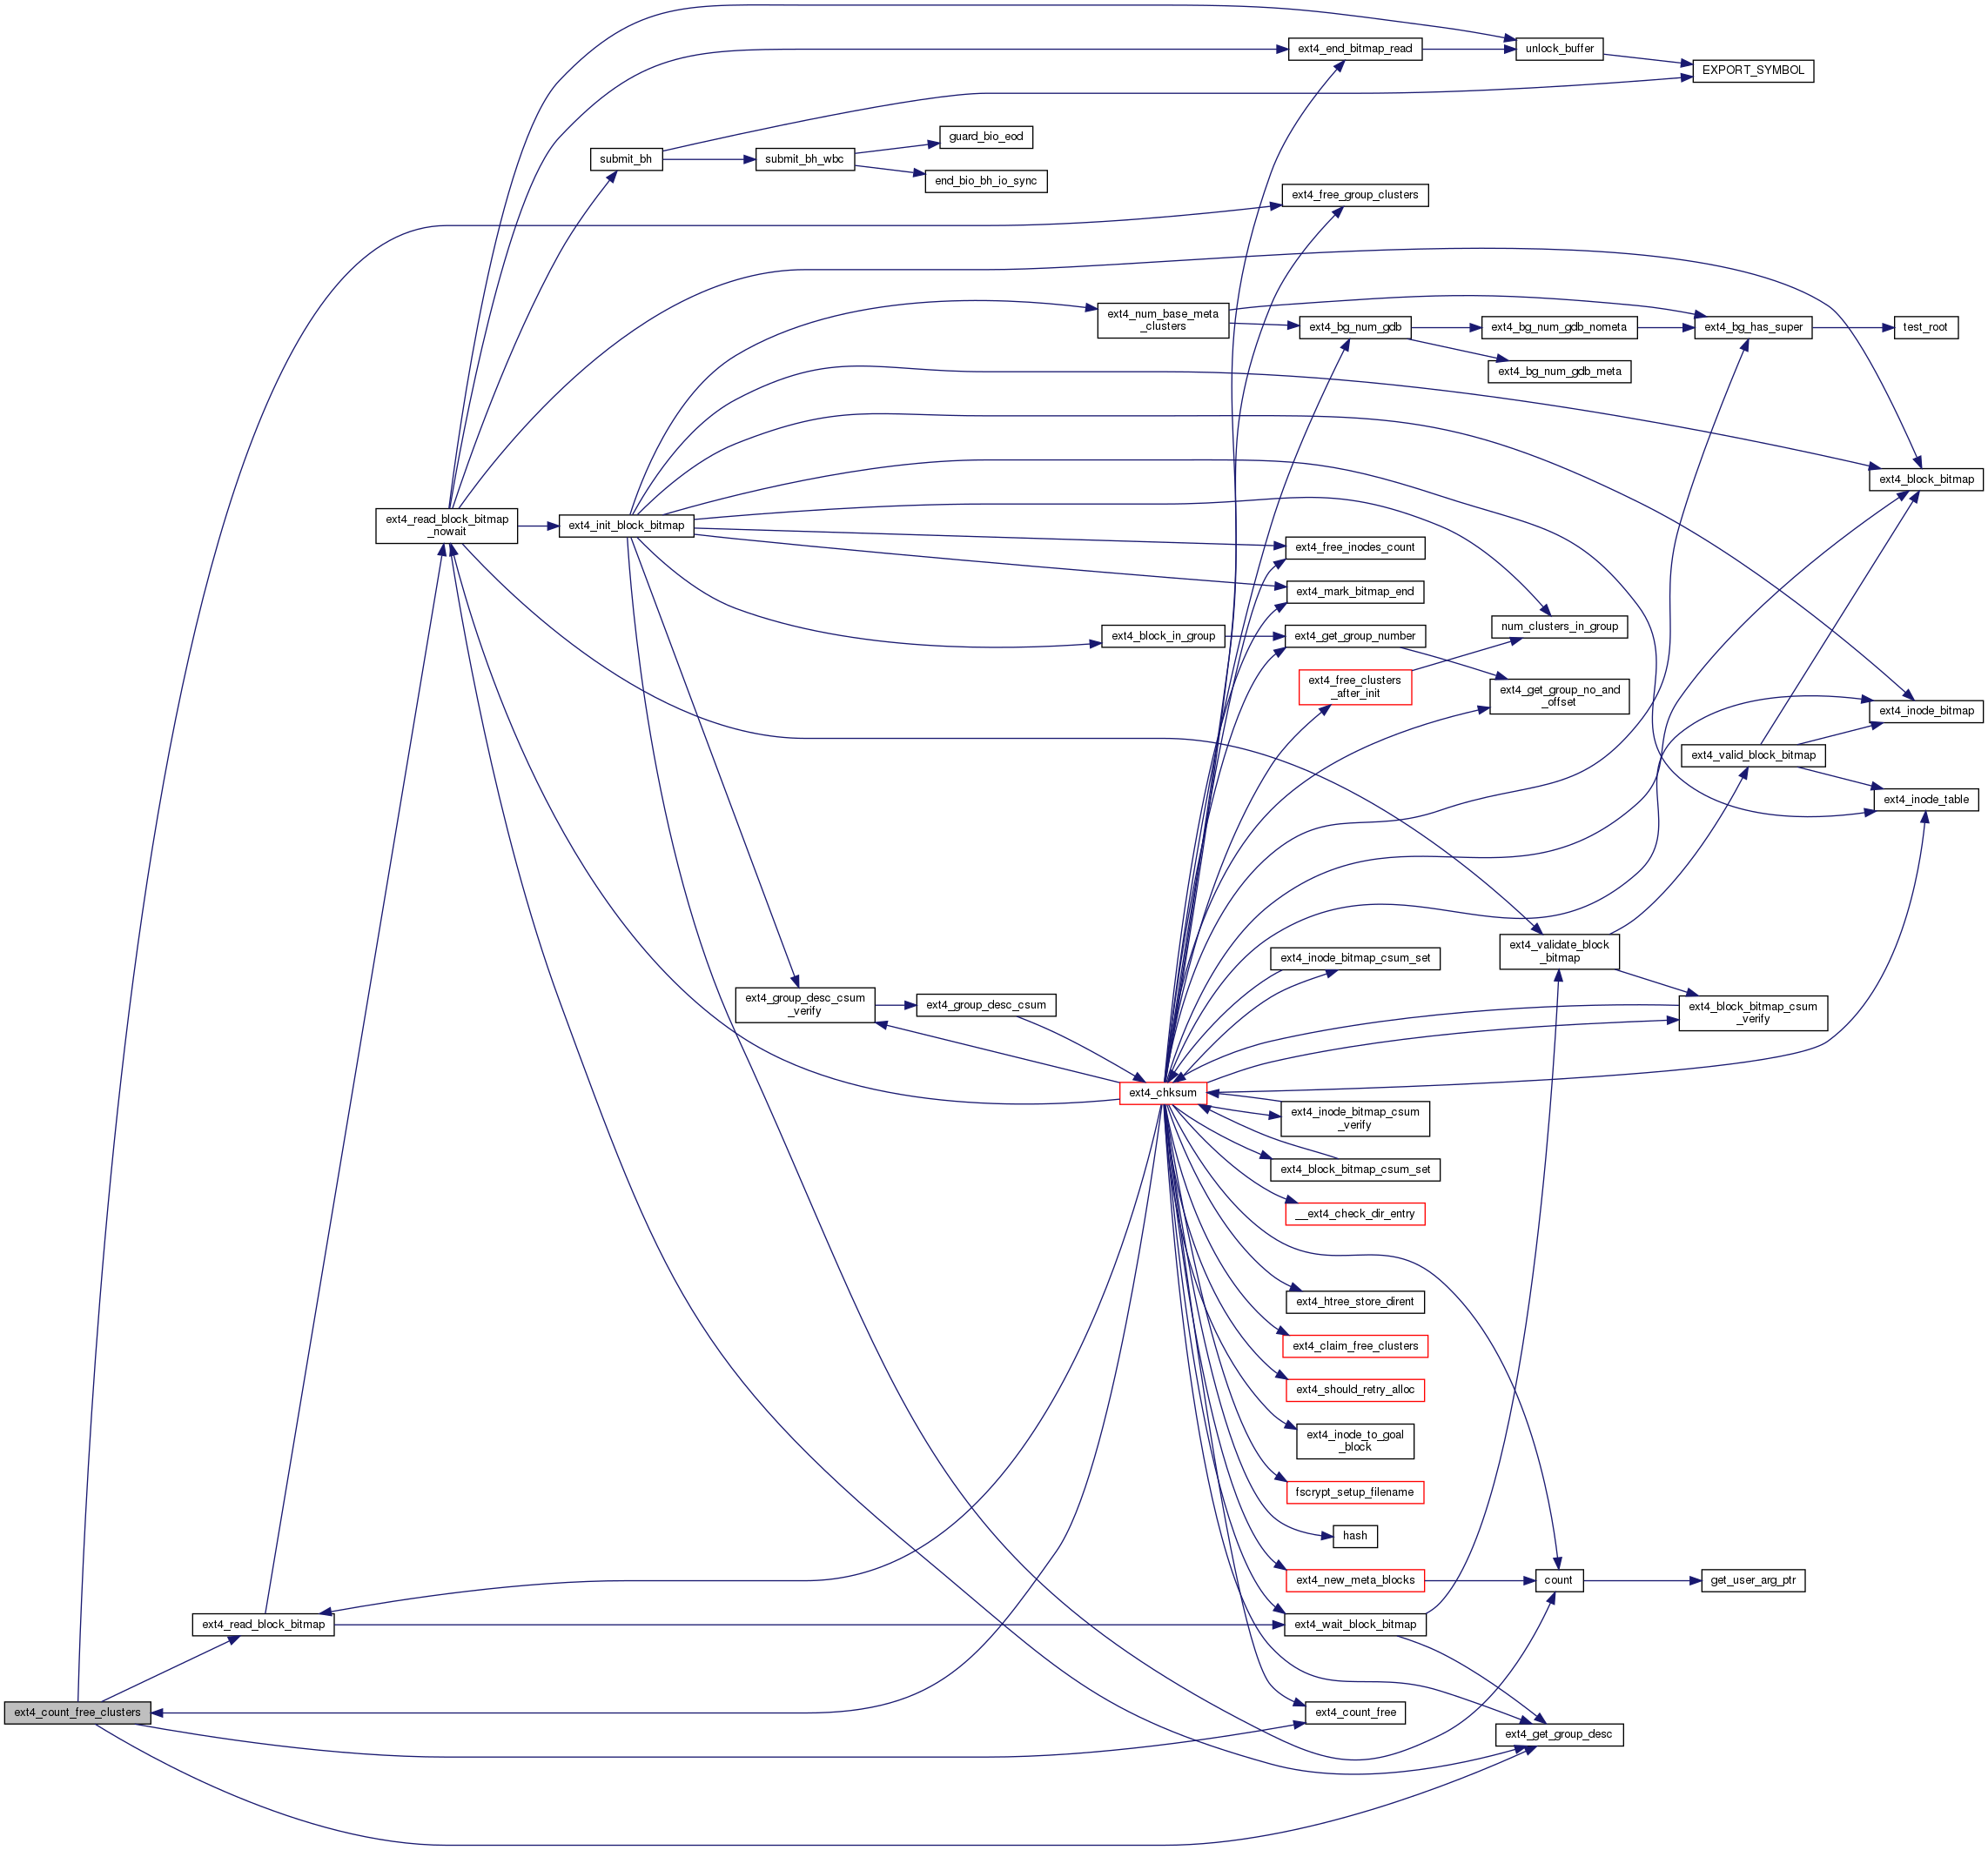 ext4_end_bitmap_read
unlock_buffer
EXPORT_SYMBOL
guard_bio_eod
submit_bh
submit_bh_wbc
end_bio_bh_io_sync
ext4_free_group_clusters
ext4_num_base_meta
_clusters
ext4_bg_num_gdb
ext4_bg_num_gdb_nometa
ext4_bg_has_super
test_root
ext4_bg_num_gdb_meta
ext4_block_bitmap
ext4_read_block_bitmap
_nowait
ext4_init_block_bitmap
ext4_free_inodes_count
ext4_mark_bitmap_end
num_clusters_in_group
ext4_block_in_group
ext4_get_group_number
ext4_free_clusters
_after_init
ext4_get_group_no_and
_offset
ext4_inode_bitmap
ext4_valid_block_bitmap
ext4_inode_table
ext4_validate_block
_bitmap
ext4_inode_bitmap_csum_set
ext4_group_desc_csum
_verify
ext4_group_desc_csum
ext4_block_bitmap_csum
_verify
ext4_chksum
ext4_inode_bitmap_csum
_verify
ext4_block_bitmap_csum_set
__ext4_check_dir_entry
ext4_htree_store_dirent
ext4_claim_free_clusters
ext4_should_retry_alloc
ext4_inode_to_goal
_block
fscrypt_setup_filename
hash
ext4_new_meta_blocks
count
get_user_arg_ptr
ext4_read_block_bitmap
ext4_wait_block_bitmap
ext4_count_free_clusters
ext4_count_free
ext4_get_group_desc